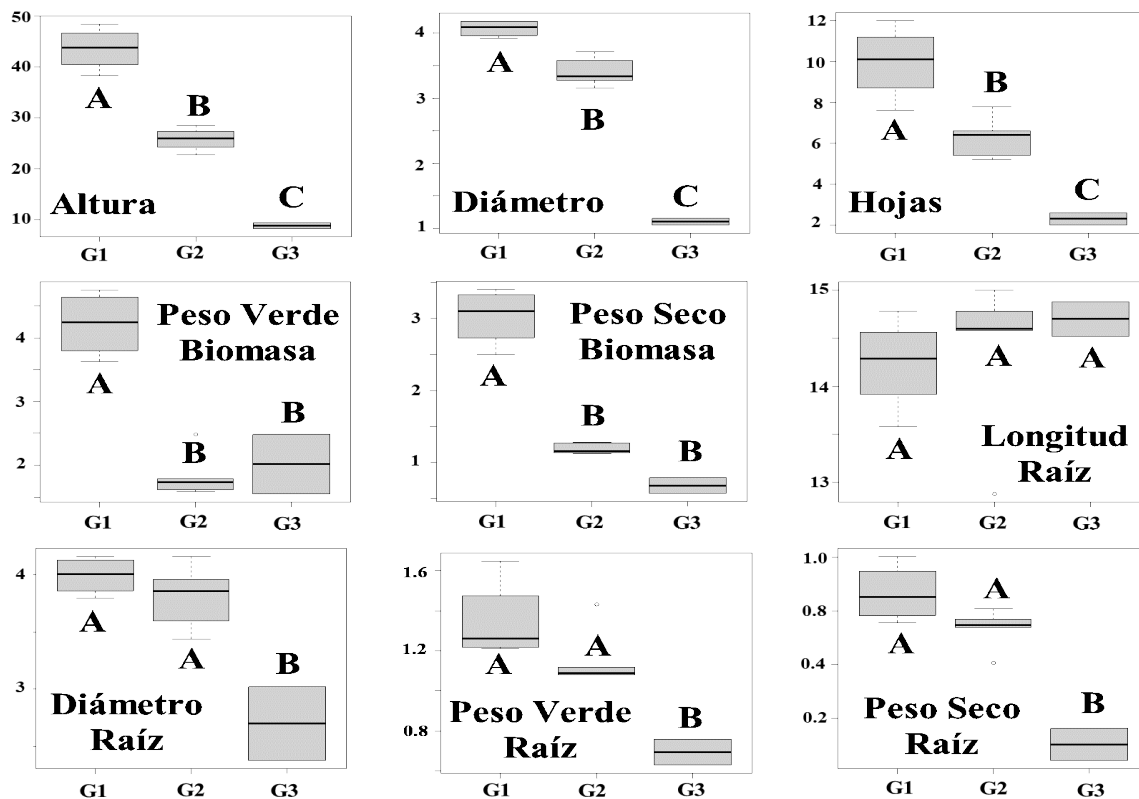 50
40
30
20
10
A
B
C
Altura
G1
G2
G3
4
3
2
1
A
B
C
Diámetro
G1
G2
G3
12
10
8
6
4
2
A
B
C
Hojas
G1
G2
G3
4
3
2
Peso Verde
Biomasa
A
B
B
G1
G2
G3
3
2
1
Peso Seco
Biomasa
A
B
B
G1
G2
G3
15
14
13
A
A
A
Longitud
Raíz
G1
G2
G3
4
3
A
A
B
Diámetro
Raíz
G1
G2
G3
1.6
1.2
0.8
A
A
B
Peso Verde
Raíz
G1
G2
G3
1.0
0.8
0.4
0.2
A
A
B
Peso Seco
Raíz
G1
G2
G3